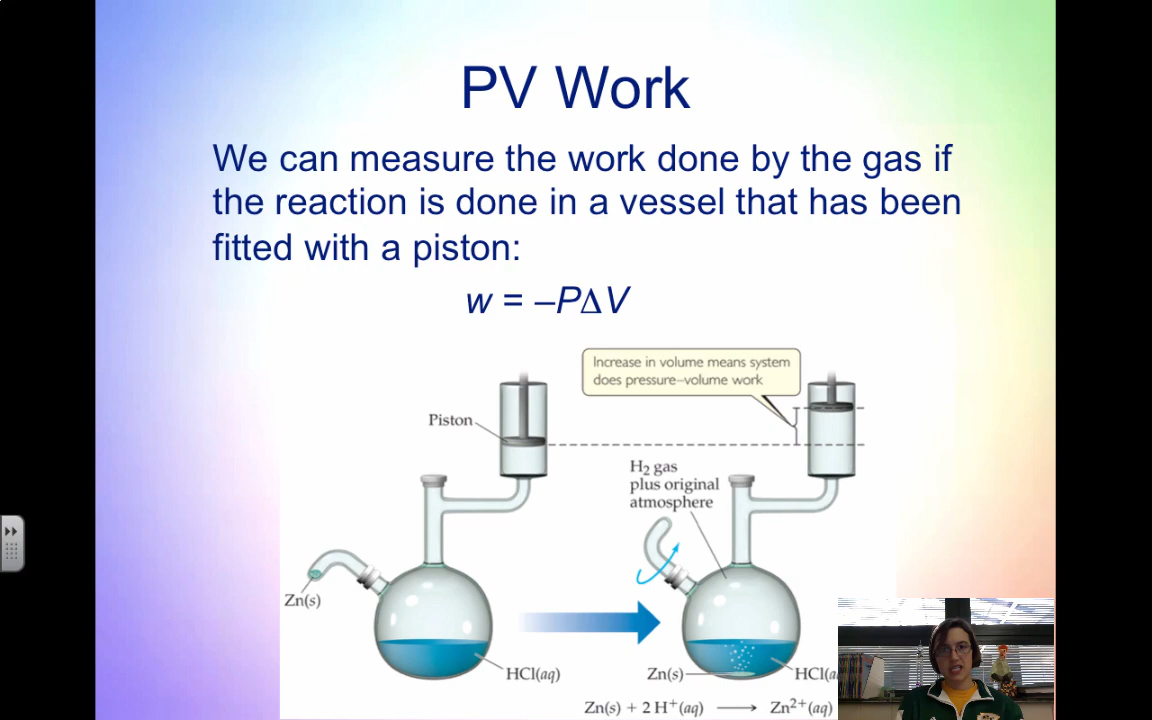 PV Work
We can measure the work done by the gas if
the reaction is done in a vessel that has been
fitted with a piston:
w = –PΔV
Increase in volume means system
does pressure–volume work
Piston
H₂ gas
plus original
atmosphere
Zn(s)
HCl(aq)
Zn(s)
Zn(s) + 2 H⁺(aq) ⟶ Zn²⁺(aq)